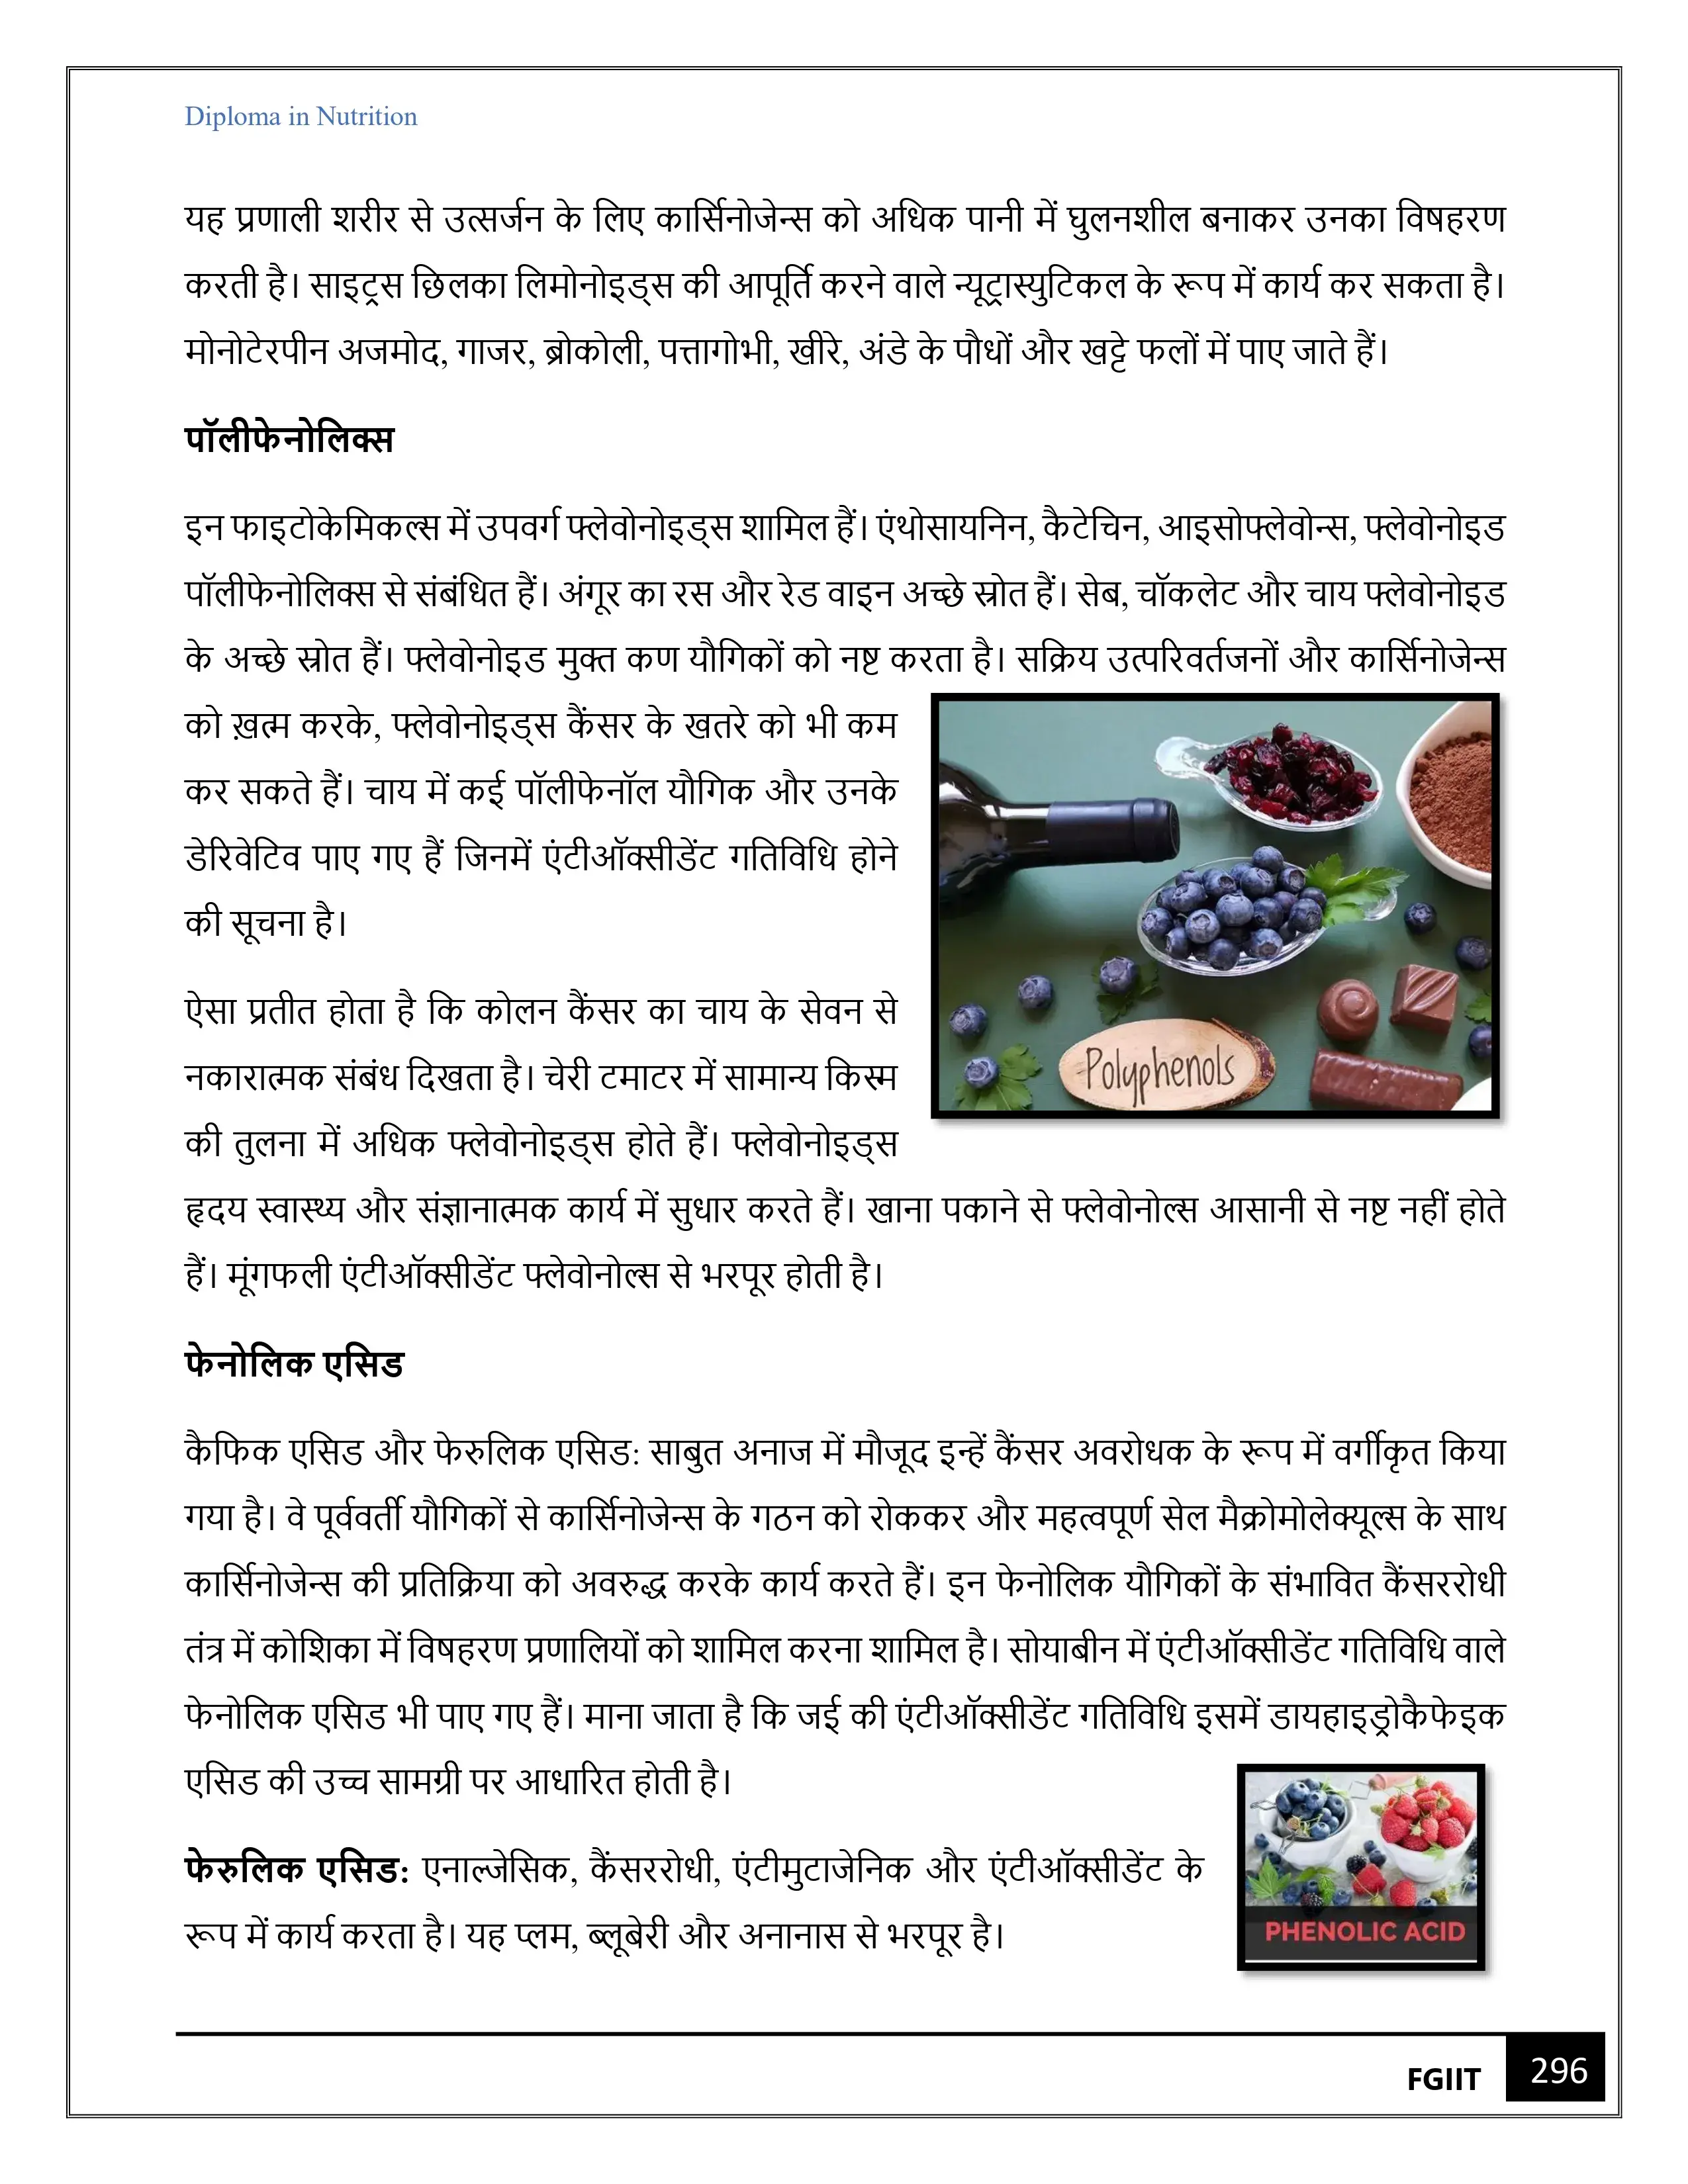 Diploma in Nutrition
यह प्रणाली शरीर से उत्सर्जन के लिए कार्सिनोजेन्स को अधिक पानी में घुलनशील बनाकर उनका विषहरण
करती है। साइट्रस छिलका लिमोनोइड्स की आपूर्ति करने वाले न्यूट्रास्युटिकल के रूप में कार्य कर सकता है।
मोनोटेरपीन अजमोद, गाजर, ब्रोकोली, पत्तागोभी, खीरे, अंडे के पौधों और खट्टे फलों में पाए जाते हैं।
पॉलीफेनोलिक्स
इन फाइटोकेमिकल्स में उपवर्ग फ्लेवोनोइड्स शामिल हैं। एंथोसायनिन, कैटेचिन, आइसोफ्लेवोन्स, फ्लेवोनोइड
पॉलीफेनोलिक्स से संबंधित हैं। अंगूर का रस और रेड वाइन अच्छे स्रोत हैं। सेब, चॉकलेट और चाय फ्लेवोनोइड
के अच्छे स्रोत हैं। फ्लेवोनोइड मुक्त कण यौगिकों को नष्ट करता है। सक्रिय उत्परिवर्तजनों और कार्सिनोजेन्स
को ख़त्म करके, फ्लेवोनोइड्स कैंसर के खतरे को भी कम
कर सकते हैं। चाय में कई पॉलीफेनॉल यौगिक और उनके
डेरिवेटिव पाए गए हैं जिनमें एंटीऑक्सीडेंट गतिविधि होने
की सूचना है।
ऐसा प्रतीत होता है कि कोलन कैंसर का चाय के सेवन से
नकारात्मक संबंध दिखता है। चेरी टमाटर में सामान्य किस्म
की तुलना में अधिक फ्लेवोनोइड्स होते हैं। फ्लेवोनोइड्स
Polyphenols
हृदय स्वास्थ्य और संज्ञानात्मक कार्य में सुधार करते हैं। खाना पकाने से फ्लेवोनोल्स आसानी से नष्ट नहीं होते
हैं। मूंगफली एंटीऑक्सीडेंट फ्लेवोनोल्स से भरपूर होती है।
फेनोलिक एसिड
कैफिक एसिड और फेरुलिक एसिड: साबुत अनाज में मौजूद इन्हें कैंसर अवरोधक के रूप में वर्गीकृत किया
गया है। वे पूर्ववर्ती यौगिकों से कार्सिनोजेन्स के गठन को रोककर और महत्वपूर्ण सेल मैक्रोमोलेक्यूल्स के साथ
कार्सिनोजेन्स की प्रतिक्रिया को अवरुद्ध करके कार्य करते हैं। इन फेनोलिक यौगिकों के संभावित कैंसररोधी
तंत्र में कोशिका में विषहरण प्रणालियों को शामिल करना शामिल है। सोयाबीन में एंटीऑक्सीडेंट गतिविधि वाले
फेनोलिक एसिड भी पाए गए हैं। माना जाता है कि जई की एंटीऑक्सीडेंट गतिविधि इसमें डायहाइड्रोकैफेइक
एसिड की उच्च सामग्री पर आधारित होती है।
फेरुलिक एसिड: एनाल्जेसिक, कैंसररोधी, एंटीमुटाजेनिक और एंटीऑक्सीडेंट के
रूप में कार्य करता है। यह प्लम, ब्लूबेरी और अनानास से भरपूर है।
PHENOLIC ACID
FGIIT 296